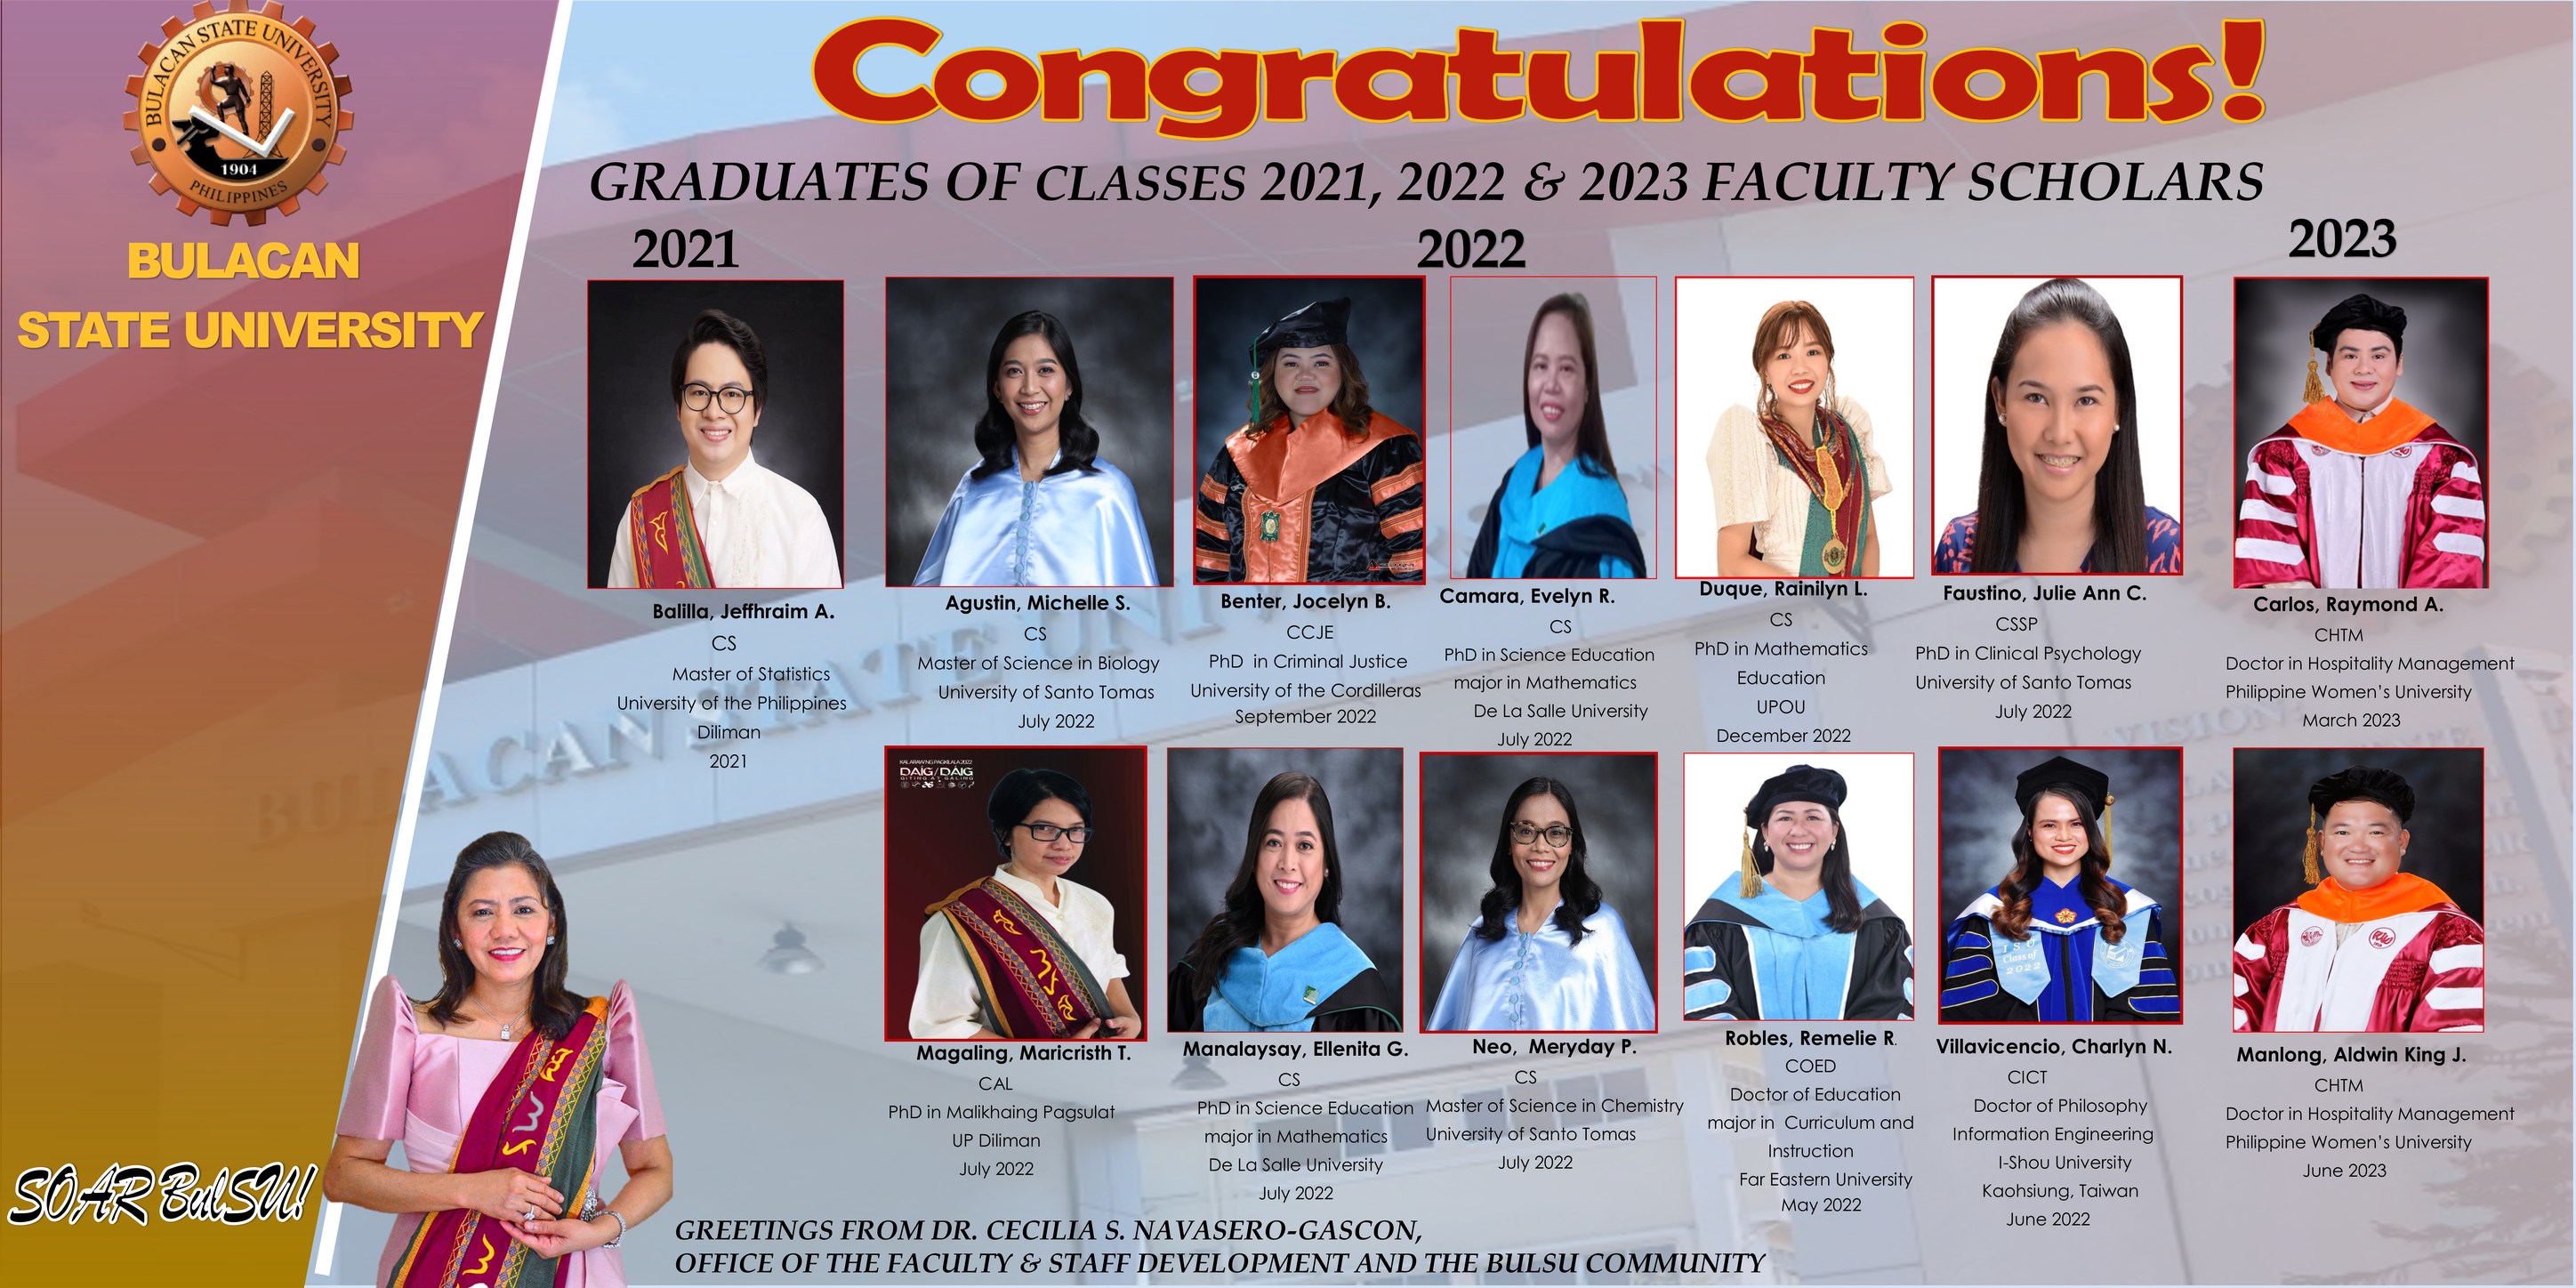 BULACAN STATE UNIVERSITY
1904
PHILIPPINES
BULACAN
STATE UNIVERSITY
Congratulations!
GRADUATES OF CLASSES 2021, 2022 & 2023 FACULTY SCHOLARS
2021
2022
2023
Balilla, Jeffhraim A.
CS
Master of Statistics
University of the Philippines
Diliman
2021
Agustin, Michelle S.
CS
Master of Science in Biology
University of Santo Tomas
July 2022
Benter, Jocelyn B.
CCJE
PhD in Criminal Justice
University of the Cordilleras
September 2022
Camara, Evelyn R.
CS
PhD in Science Education
major in Mathematics
De La Salle University
July 2022
Duque, Rainilyn L.
CS
PhD in Mathematics
Education
UPOU
December 2022
Faustino, Julie Ann C.
CSSP
PhD in Clinical Psychology
University of Santo Tomas
July 2022
Carlos, Raymond A.
CHTM
Doctor in Hospitality Management
Philippine Women's University
March 2023
BULACAN STATE UNI
VISION
DAIG/DAIG
GITING AT GALING
Magaling, Maricristh T.
CAL
PhD in Malikhaing Pagsulat
UP Diliman
July 2022
Manalaysay, Ellenita G.
CS
PhD in Science Education
major in Mathematics
De La Salle University
July 2022
Neo, Meryday P.
CS
Master of Science in Chemistry
University of Santo Tomas
July 2022
Robles, Remelie R.
COED
Doctor of Education
major in Curriculum and
Instruction
Far Eastern University
May 2022
ISU
Class of
2022
Villavicencio, Charlyn N.
CICT
Doctor of Philosophy
Information Engineering
I-Shou University
Kaohsiung, Taiwan
June 2022
Manlong, Aldwin King J.
CHTM
Doctor in Hospitality Management
Philippine Women's University
June 2023
SOAR BulSU!
GREETINGS FROM DR. CECILIA S. NAVASERO-GASCON,
OFFICE OF THE FACULTY & STAFF DEVELOPMENT AND THE BULSU COMMUNITY